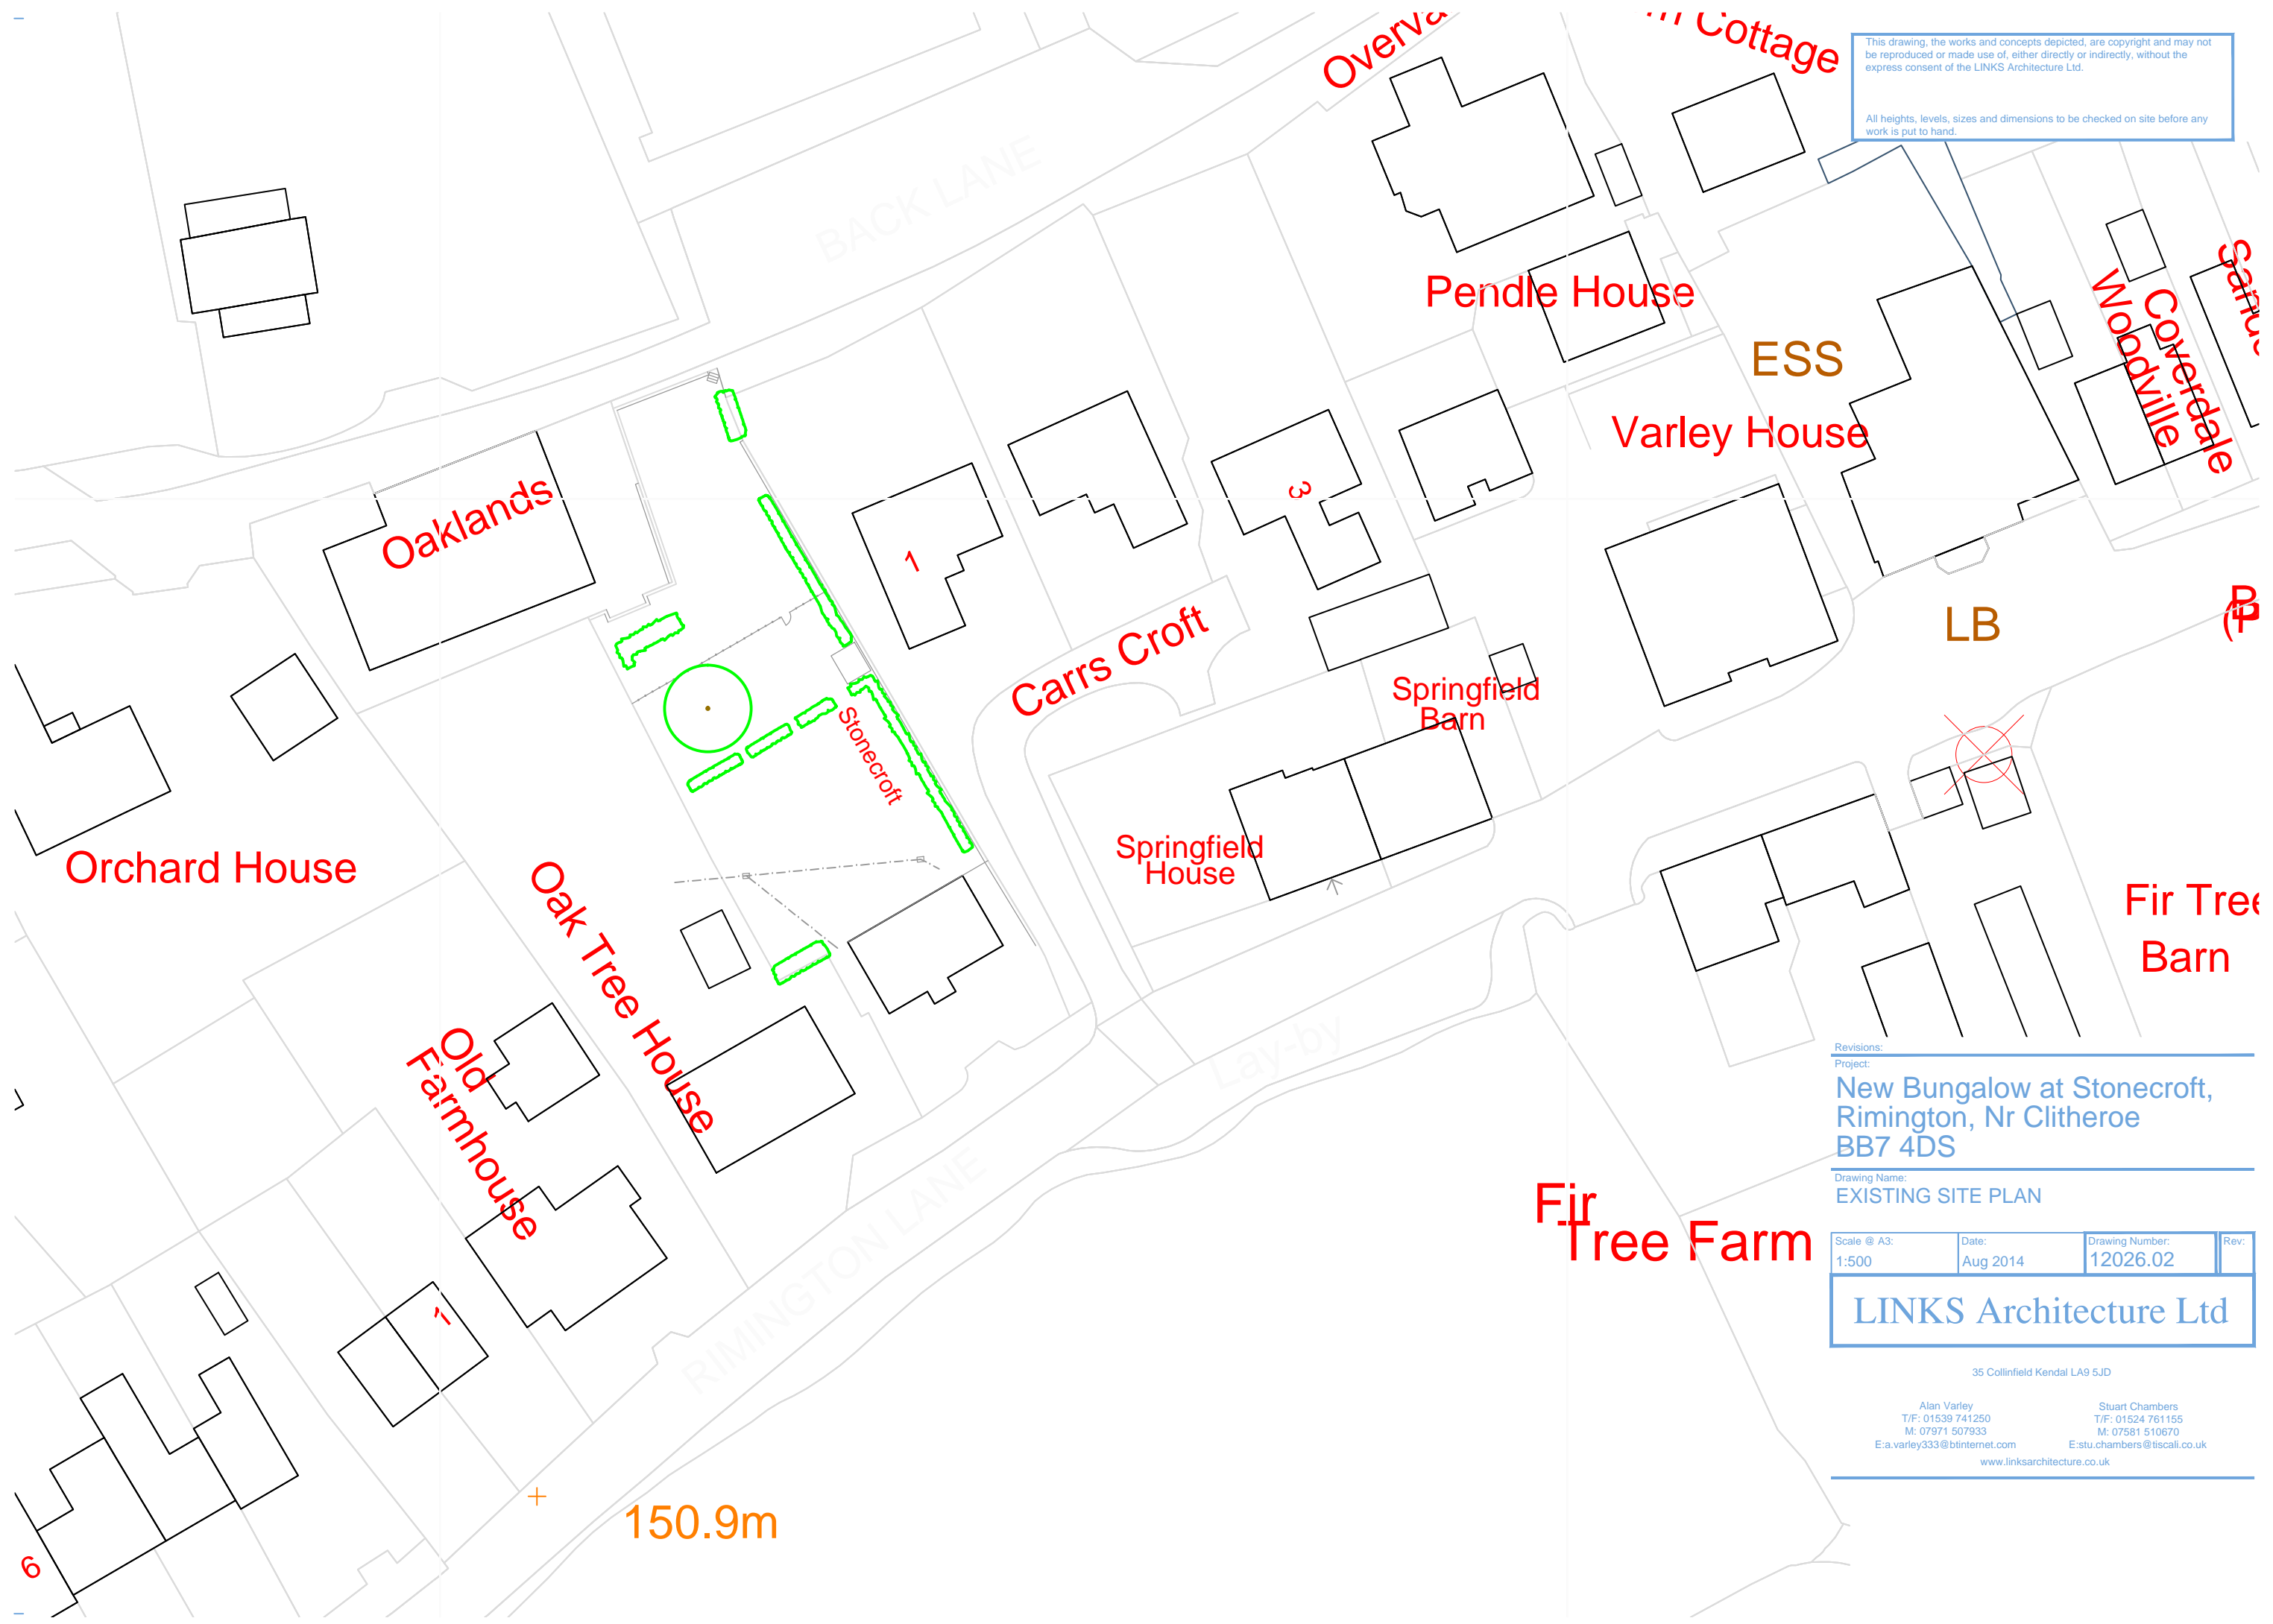 Cottage
This drawing, the works and concepts depicted, are copyright and may not
be reproduced or made use of, either directly or indirectly, without the
express consent of the LINKS Architecture Ltd.
All heights, levels, sizes and dimensions to be checked on site before any
work is put to hand.
BACK LANE
Pendle House
ESS
Varley House
Woodville
Coverdale
Oaklands
1
3
Carrs Croft
LB
Springfield
Barn
Stonecroft
Springfield
House
Orchard House
Oak Tree House
Old
Farmhouse
Lay-by
Fir Tree
Barn
RIMINGTON LANE
Fir
Tree Farm
1
6
150.9m
Revisions:
Project:
New Bungalow at Stonecroft,
Rimington, Nr Clitheroe
BB7 4DS
Drawing Name:
EXISTING SITE PLAN
Scale @ A3:
1:500
Date:
Aug 2014
Drawing Number:
12026.02
Rev:
LINKS Architecture Ltd
35 Collinfield Kendal LA9 5JD
Alan Varley
T/F: 01539 741250
M: 07971 507933
E:a.varley333@btinternet.com
Stuart Chambers
T/F: 01524 761155
M: 07581 510670
E:stu.chambers@tiscali.co.uk
www.linksarchitecture.co.uk